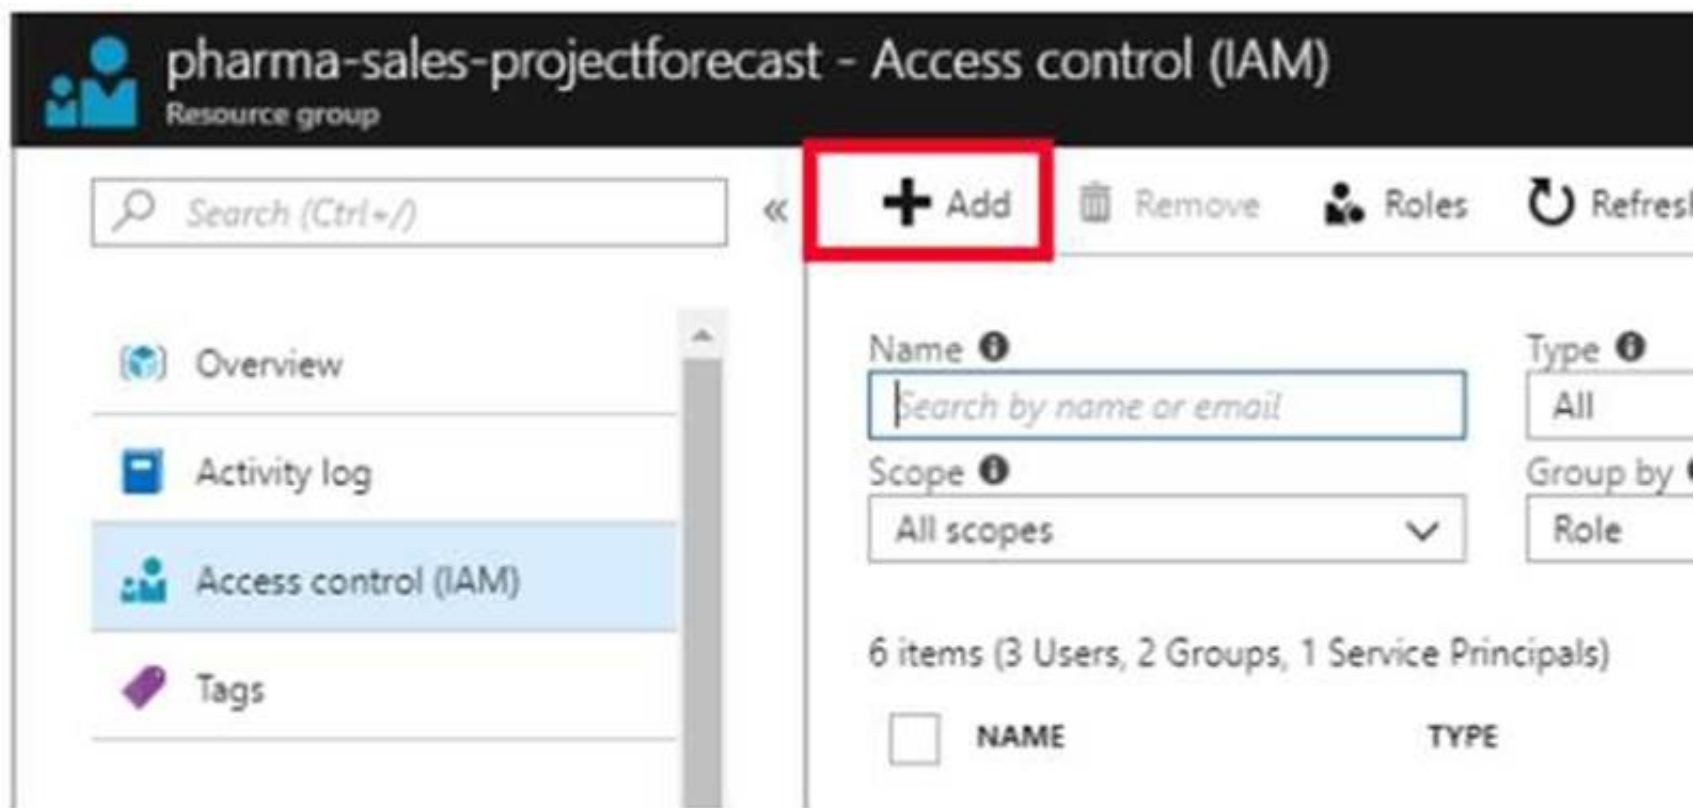 pharma-sales-projectforecast - Access control (IAM)
Resource group
Search (Ctrl+/)
«
Add
Remove
Roles
Refresh
Overview
Activity log
Access control (IAM)
Tags
Name
Type
Search by name or email
All
Scope
Group by
All scopes
Role
6 items (3 Users, 2 Groups, 1 Service Principals)
NAME
TYPE